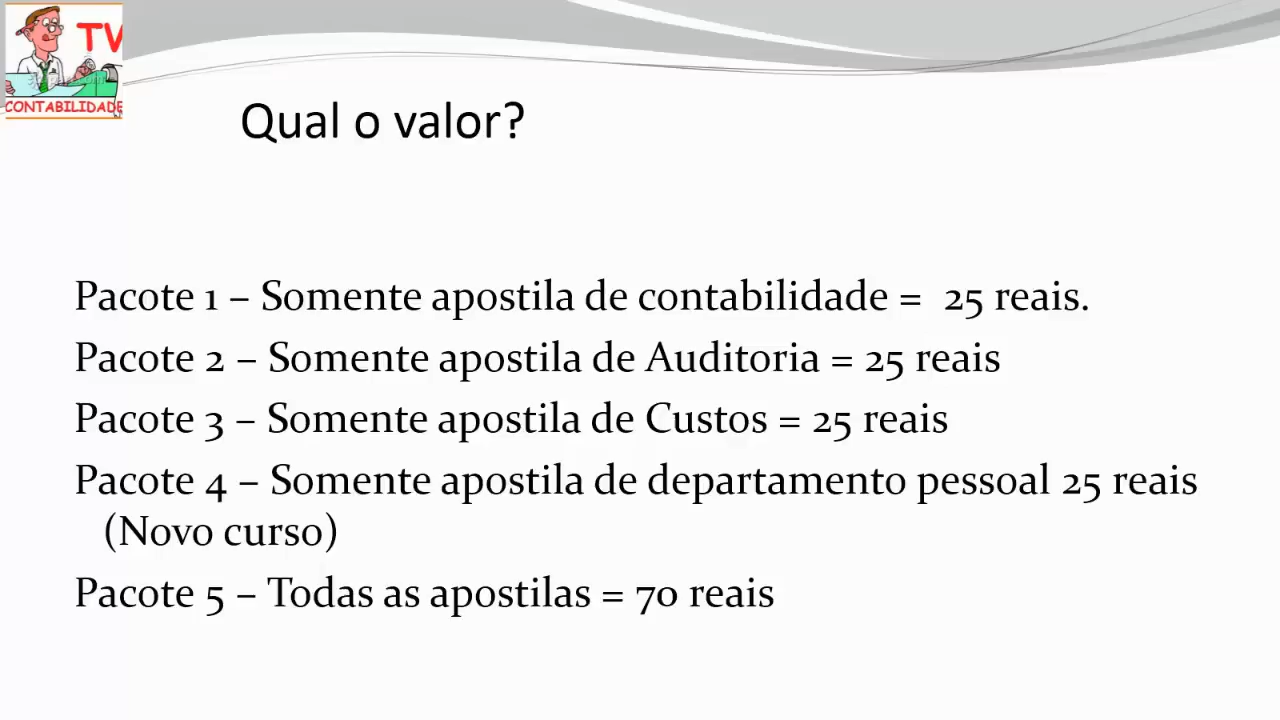 TV
CONTABILIDADE
Qual o valor?
Pacote 1 – Somente apostila de contabilidade = 25 reais.
Pacote 2 – Somente apostila de Auditoria = 25 reais
Pacote 3 – Somente apostila de Custos = 25 reais
Pacote 4 – Somente apostila de departamento pessoal 25 reais
(Novo curso)
Pacote 5 – Todas as apostilas = 70 reais